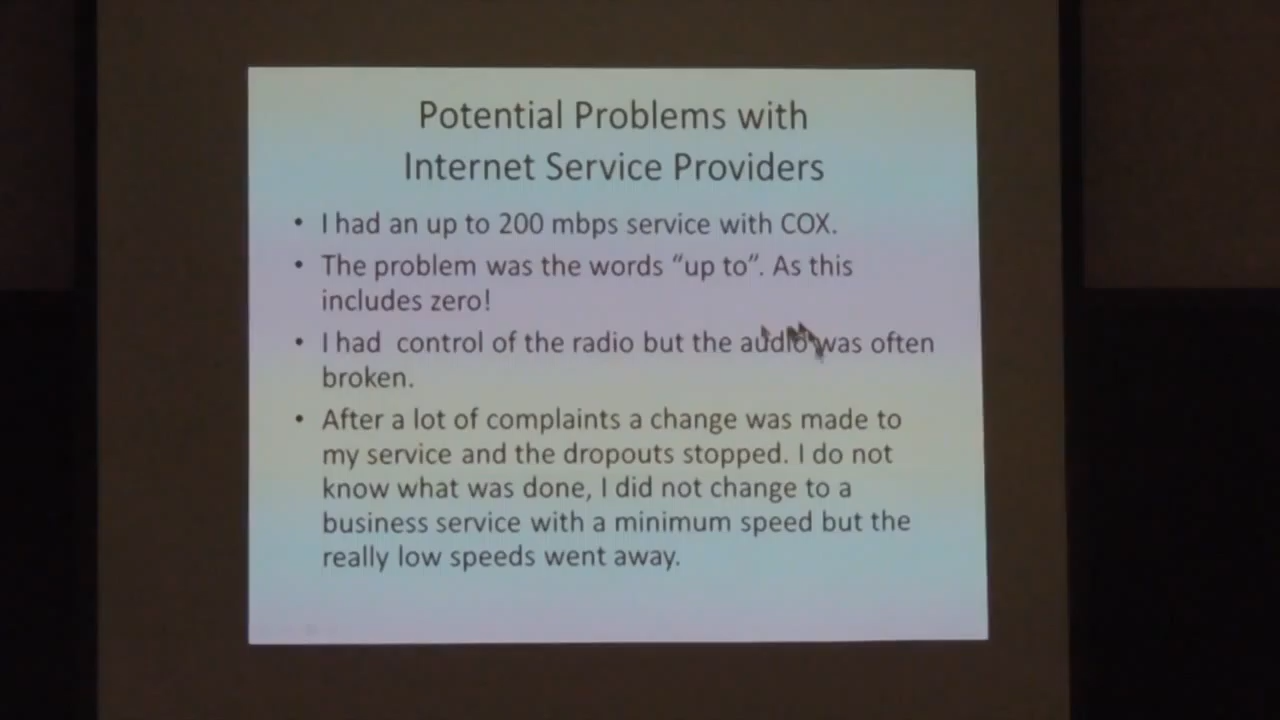 Potential Problems with
Internet Service Providers
• I had an up to 200 mbps service with COX.
• The problem was the words “up to”. As this
includes zero!
• I had control of the radio but the audio was often
broken.
• After a lot of complaints a change was made to
my service and the dropouts stopped. I do not
know what was done, I did not change to a
business service with a minimum speed but the
really low speeds went away.